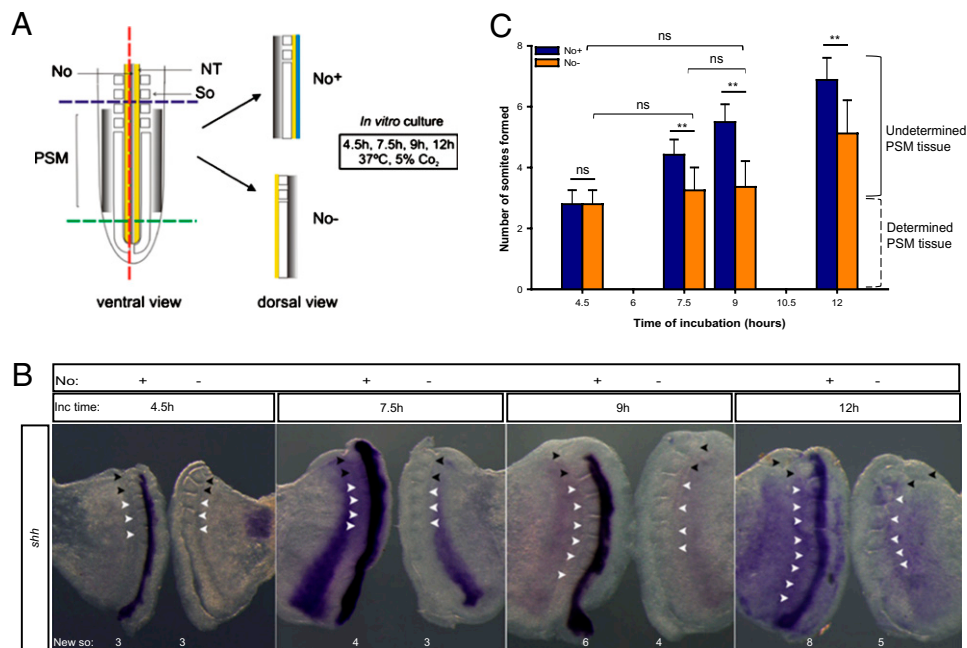 A
No
NT
So
PSM
ventral view
No+
No-
dorsal view
In vitro culture
4.5h, 7.5h, 9h, 12h
37ºC, 5% Co₂
C
Number of somites formed
8
6
4
2
0
No+
No-
ns
ns
ns
ns
**
**
**
4.5
6
7.5
9
10.5
12
Time of incubation (hours)
Undetermined
PSM tissue
Determined
PSM tissue
B
No: + - + - + - + -
Inc time: 4.5h 7.5h 9h 12h
shh
New so: 3 3 4 3 6 4 8 5